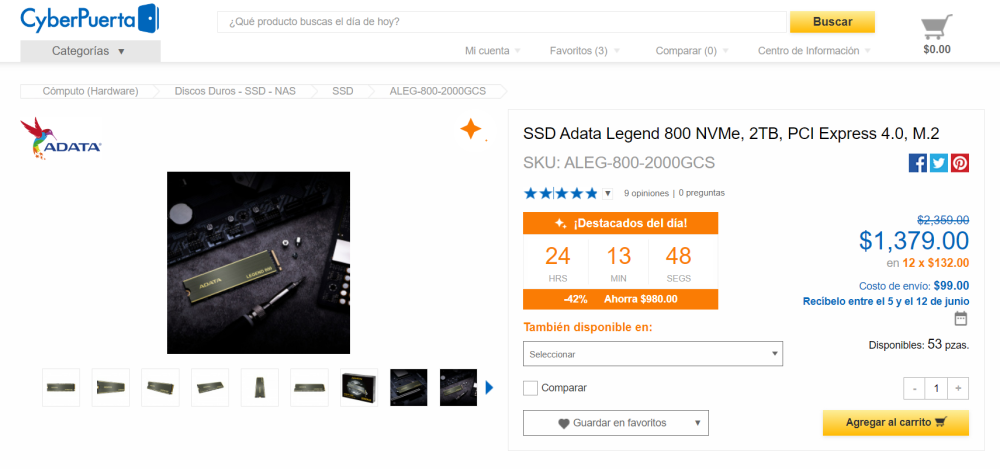 CyberPuerta
¿Qué producto buscas el día de hoy?
Buscar
$0.00
Categorías ▼
Mi cuenta
Favoritos (3)
Comparar (0)
Centro de Información
Cómputo (Hardware)
Discos Duros - SSD - NAS
SSD
ALEG-800-2000GCS
ADATA
ADATA
LEGEND 800
SSD Adata Legend 800 NVMe, 2TB, PCI Express 4.0, M.2
SKU: ALEG-800-2000GCS
9 opiniones | 0 preguntas
¡Destacados del día!
24 13 48
HRS MIN SEGS
-42% Ahorra $980.00
$2,359.00
$1,379.00
en 12 x $132.00
Costo de envío: $99.00
Recíbelo entre el 5 y el 12 de junio
Disponibles: 53 pzas.
También disponible en:
Seleccionar
Comparar
- 1 +
Guardar en favoritos
Agregar al carrito